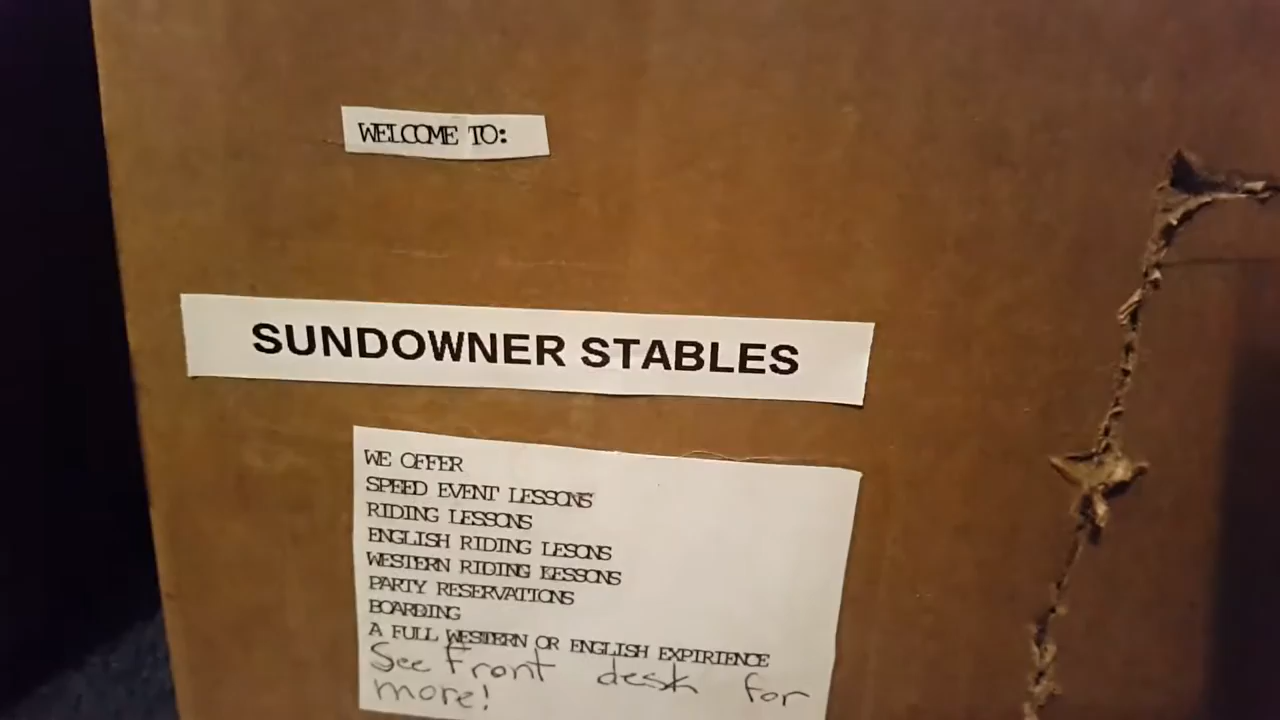 WELCOME TO:
SUNDOWNER STABLES
WE OFFER
SPEED EVENT LESSONS
RIDING LESSONS
ENGLISH RIDING LESONS
WESTERN RIDING KESSONS
PARTY RESERVATIONS
BOARDING
A FULL WESTERN OR ENGLISH EXPIRIENCE
See front desk for
more!